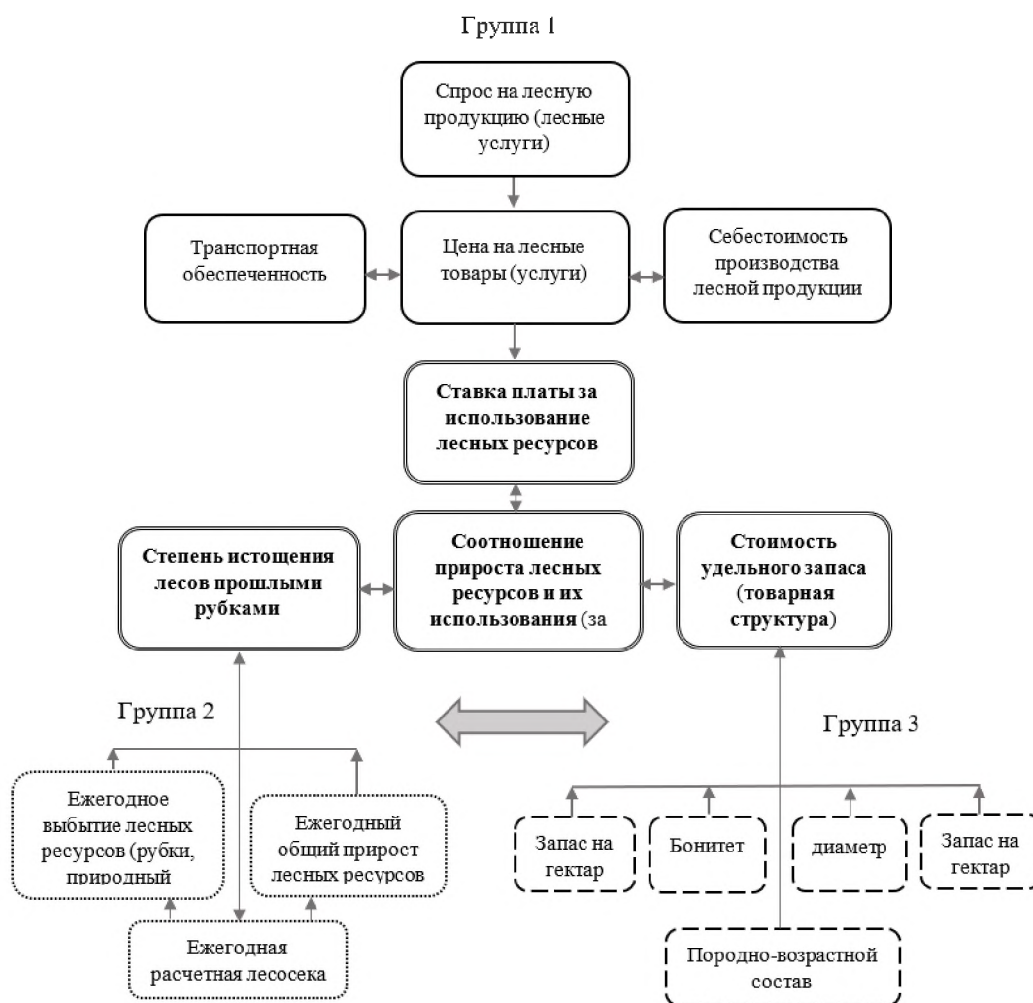 Группа 1
Спрос на лесную
продукцию (лесные
услуги)
Транспортная
обеспеченность
Цена на лесные
товары (услуги)
Себестоимость
производства
лесной продукции
Ставка платы за
использование
лесных ресурсов
Степень истощения
лесов прошлыми
рубками
Соотношение
прироста лесных
ресурсов и их
использования (за
Стоимость
удельного запаса
(товарная
структура)
Группа 2
Группа 3
Ежегодное
выбытие лесных
ресурсов (рубки,
природный
Ежегодный
общий прирост
лесных ресурсов
Ежегодная
расчетная лесосека
Запас на
гектар
Бонитет
диаметр
Запас на
гектар
Породно-возрастной
состав